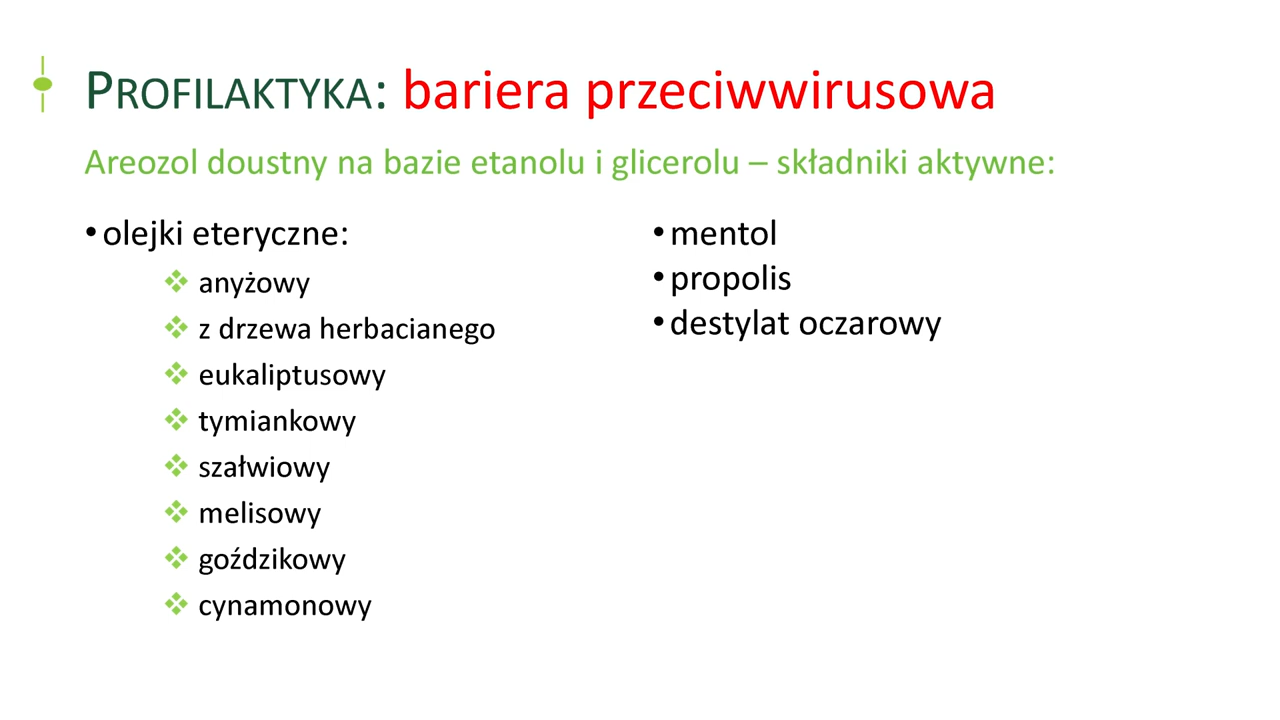 PROFILAKTYKA: bariera przeciwwirusowa
Areozol doustny na bazie etanolu i glicerolu – składniki aktywne:
•olejki eteryczne:
❖ anyżowy
❖ z drzewa herbacianego
❖ eukaliptusowy
❖ tymiankowy
❖ szałwiowy
❖ melisowy
❖ goździkowy
❖ cynamonowy
•mentol
•propolis
•destylat oczarowy